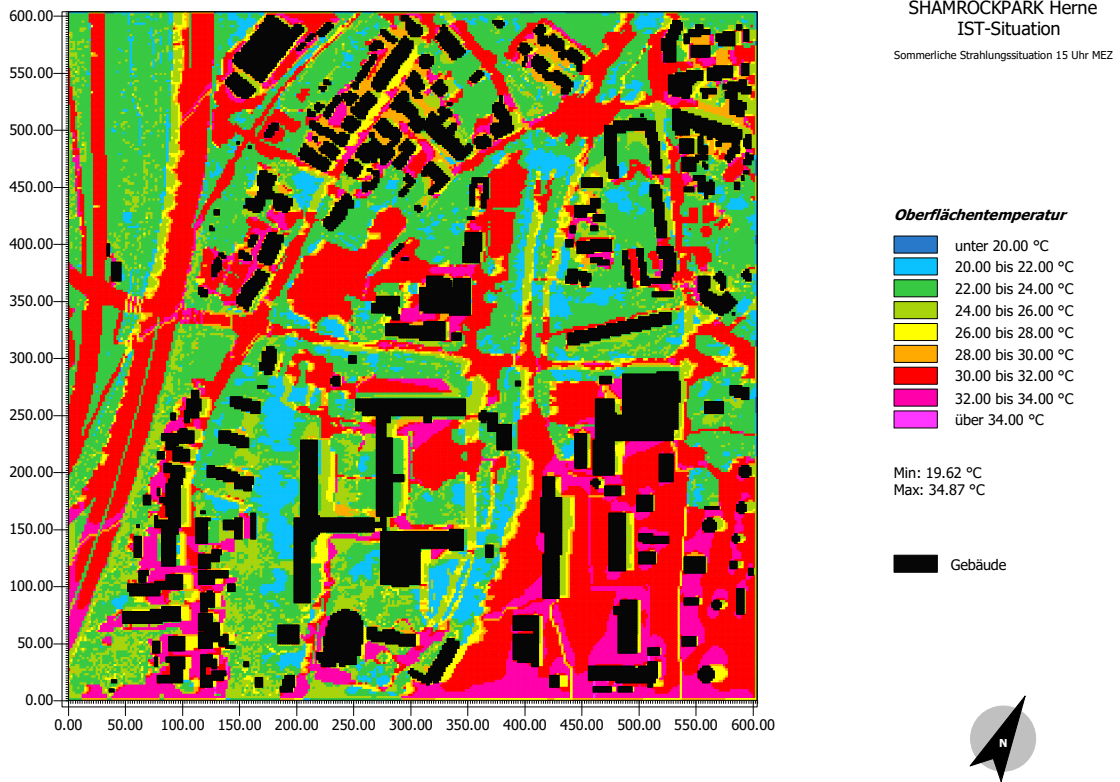 SHAMROCKPARK Herne
IST-Situation
Sommerliche Strahlungssituation 15 Uhr MEZ
600.00
550.00
500.00
450.00
400.00
350.00
300.00
250.00
200.00
150.00
100.00
50.00
0.00
0.00 50.00 100.00 150.00 200.00 250.00 300.00 350.00 400.00 450.00 500.00 550.00 600.00
Oberflächentemperatur
unter 20.00 °C
20.00 bis 22.00 °C
22.00 bis 24.00 °C
24.00 bis 26.00 °C
26.00 bis 28.00 °C
28.00 bis 30.00 °C
30.00 bis 32.00 °C
32.00 bis 34.00 °C
über 34.00 °C
Min: 19.62 °C
Max: 34.87 °C
Gebäude
N